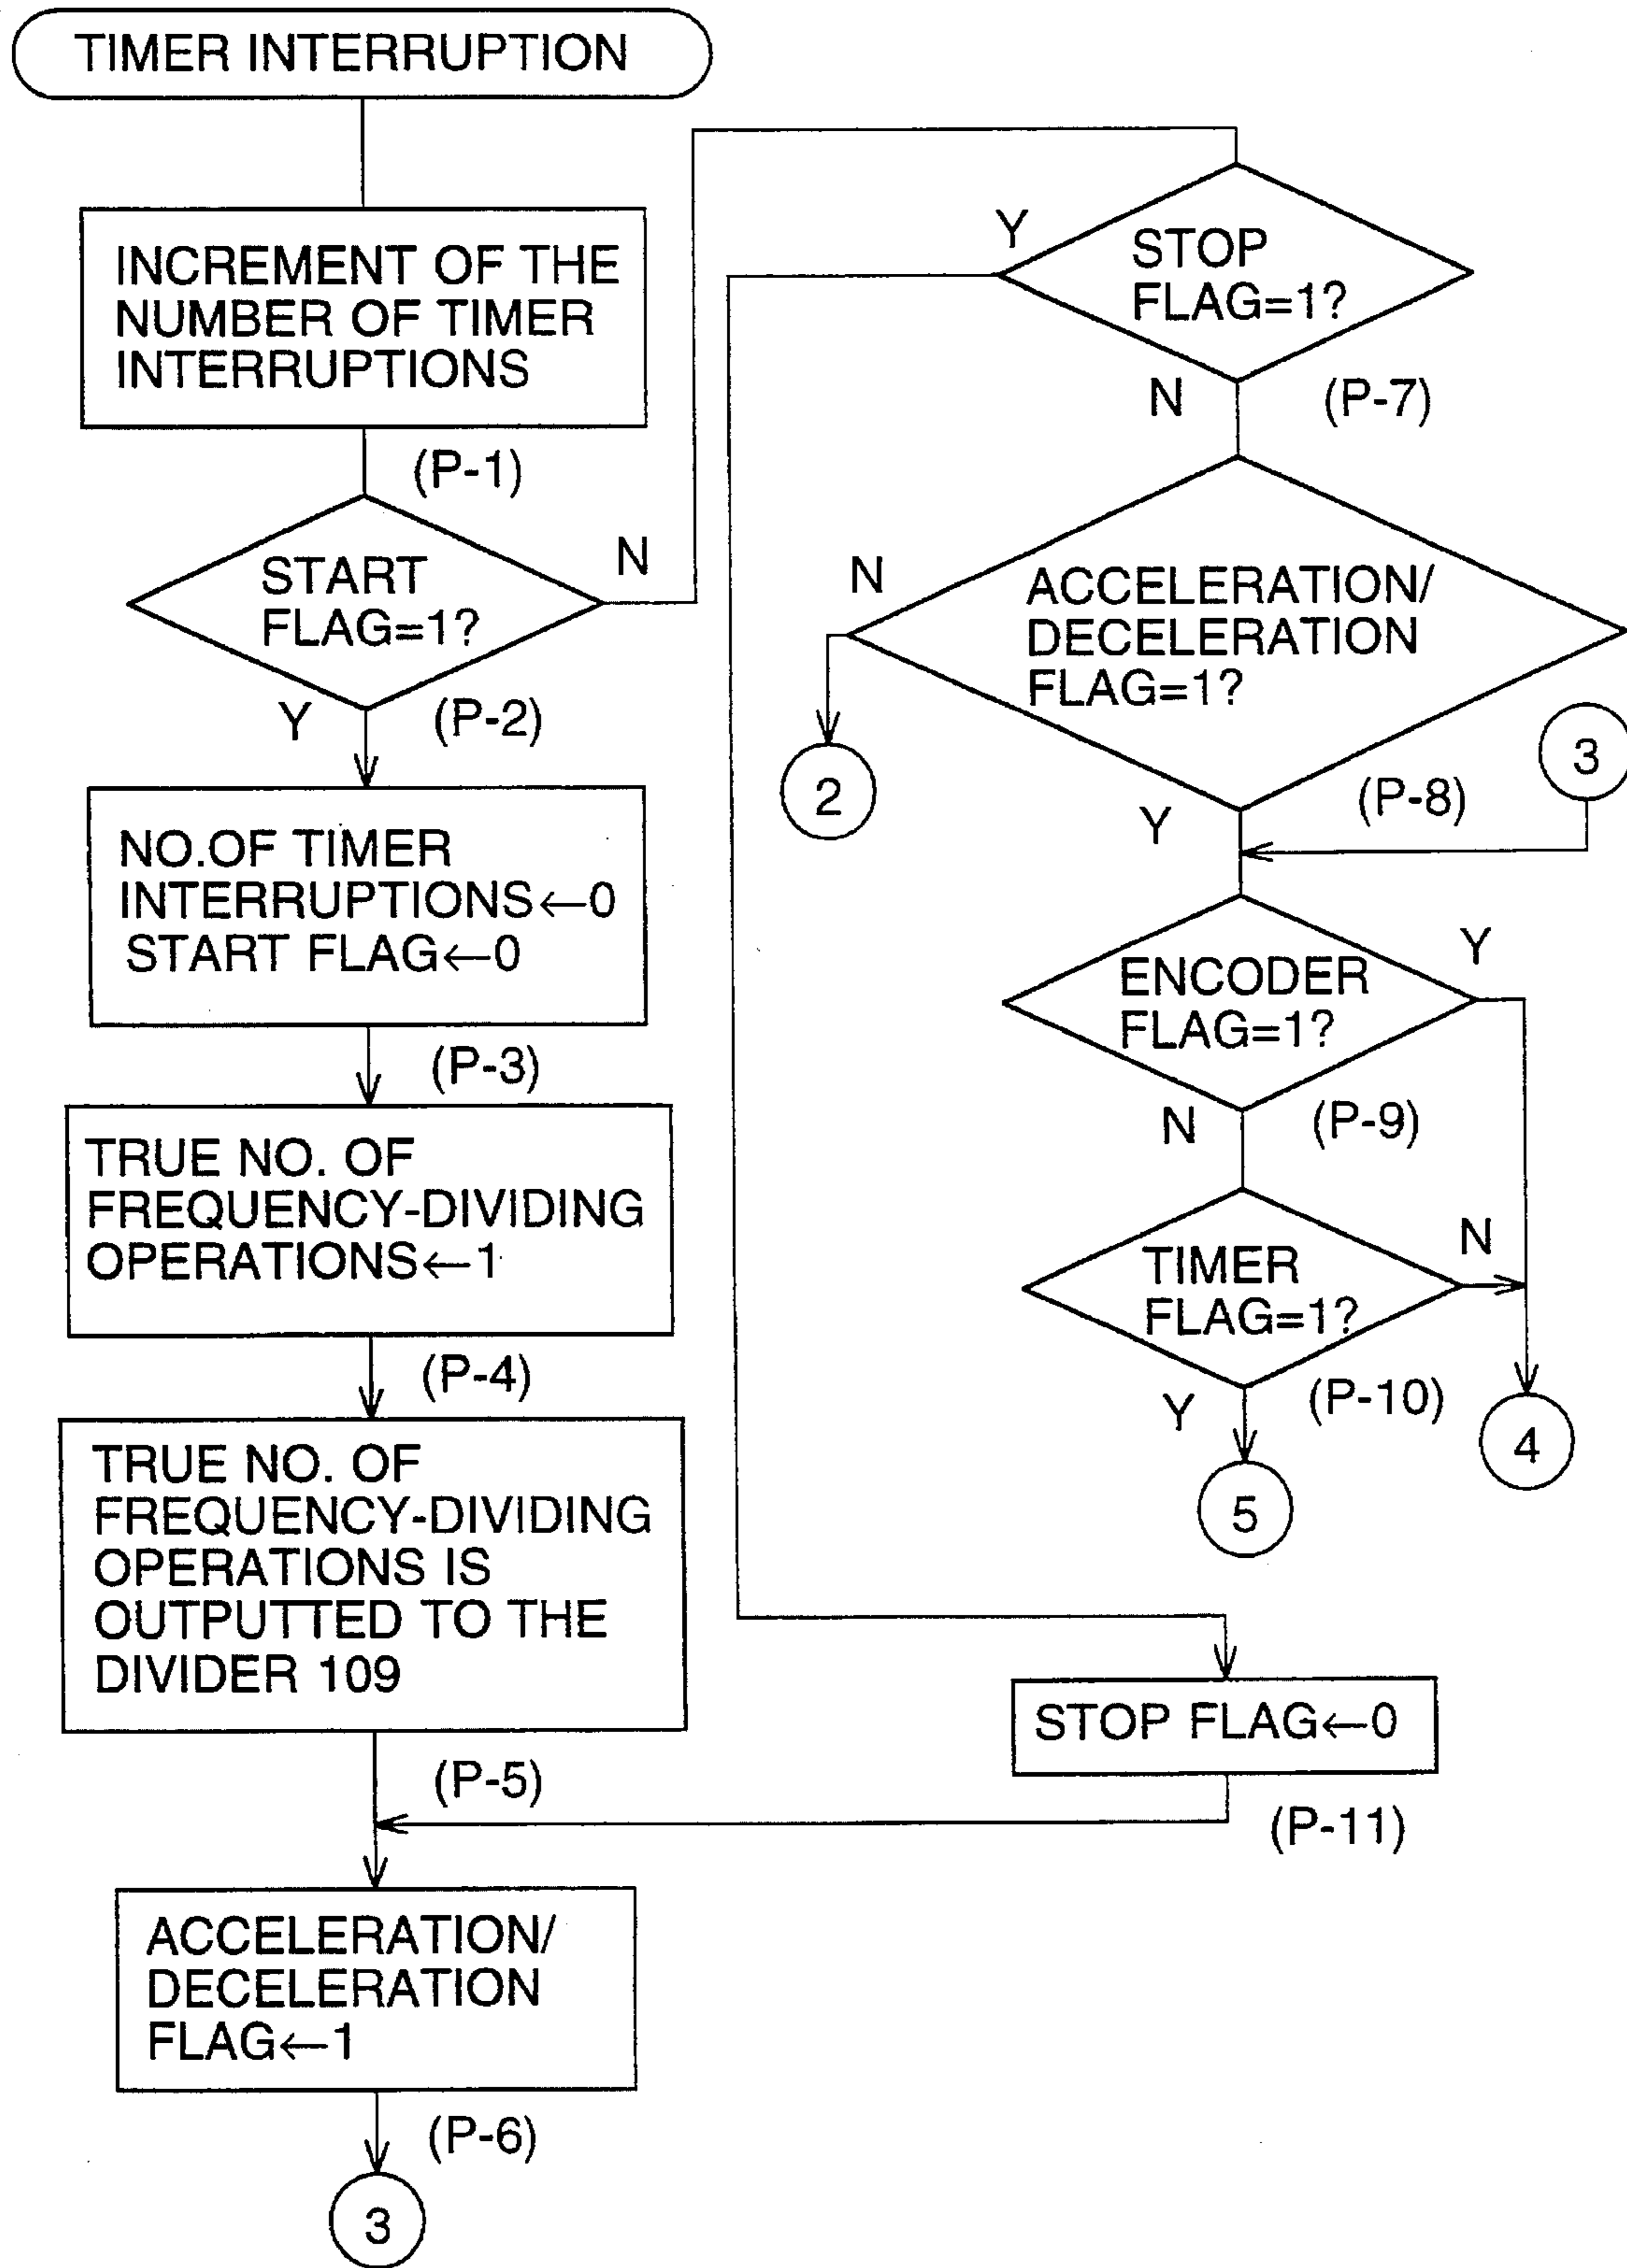 TIMER INTERRUPTION
INCREMENT OF THE
NUMBER OF TIMER
INTERRUPTIONS
(P-1)
START
FLAG=1?
N
Y
(P-2)
NO.OF TIMER
INTERRUPTIONS←0
START FLAG←0
(P-3)
TRUE NO. OF
FREQUENCY-DIVIDING
OPERATIONS←1
(P-4)
TRUE NO. OF
FREQUENCY-DIVIDING
OPERATIONS IS
OUTPUTTED TO THE
DIVIDER 109
(P-5)
ACCELERATION/
DECELERATION
FLAG←1
(P-6)
3
Y
STOP
FLAG=1?
N
(P-7)
N
ACCELERATION/
DECELERATION
FLAG=1?
2
3
Y
(P-8)
ENCODER
FLAG=1?
Y
N
(P-9)
TIMER
FLAG=1?
N
Y
(P-10)
4
5
STOP FLAG←0
(P-11)